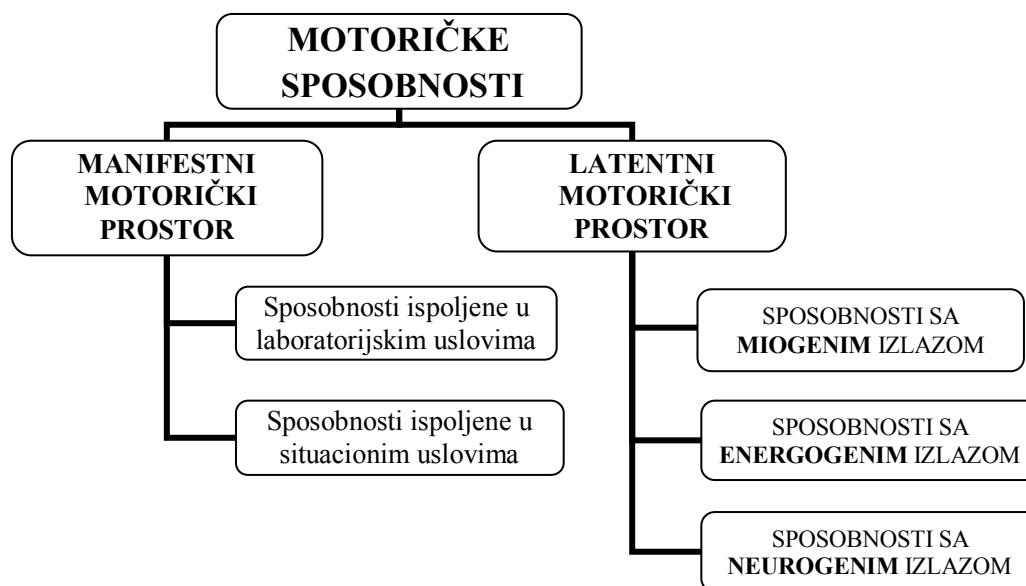 MOTORIČKE
SPOSOBNOSTI
MANIFESTNI
MOTORIČKI
PROSTOR
Sposobnosti ispoljene u
laboratorijskim uslovima
Sposobnosti ispoljene u
situacionim uslovima
LATENTNI
MOTORIČKI
PROSTOR
SPOSOBNOSTI SA
MIOGENIM IZLAZOM
SPOSOBNOSTI SA
ENERGOGENIM IZLAZOM
SPOSOBNOSTI SA
NEUROGENIM IZLAZOM